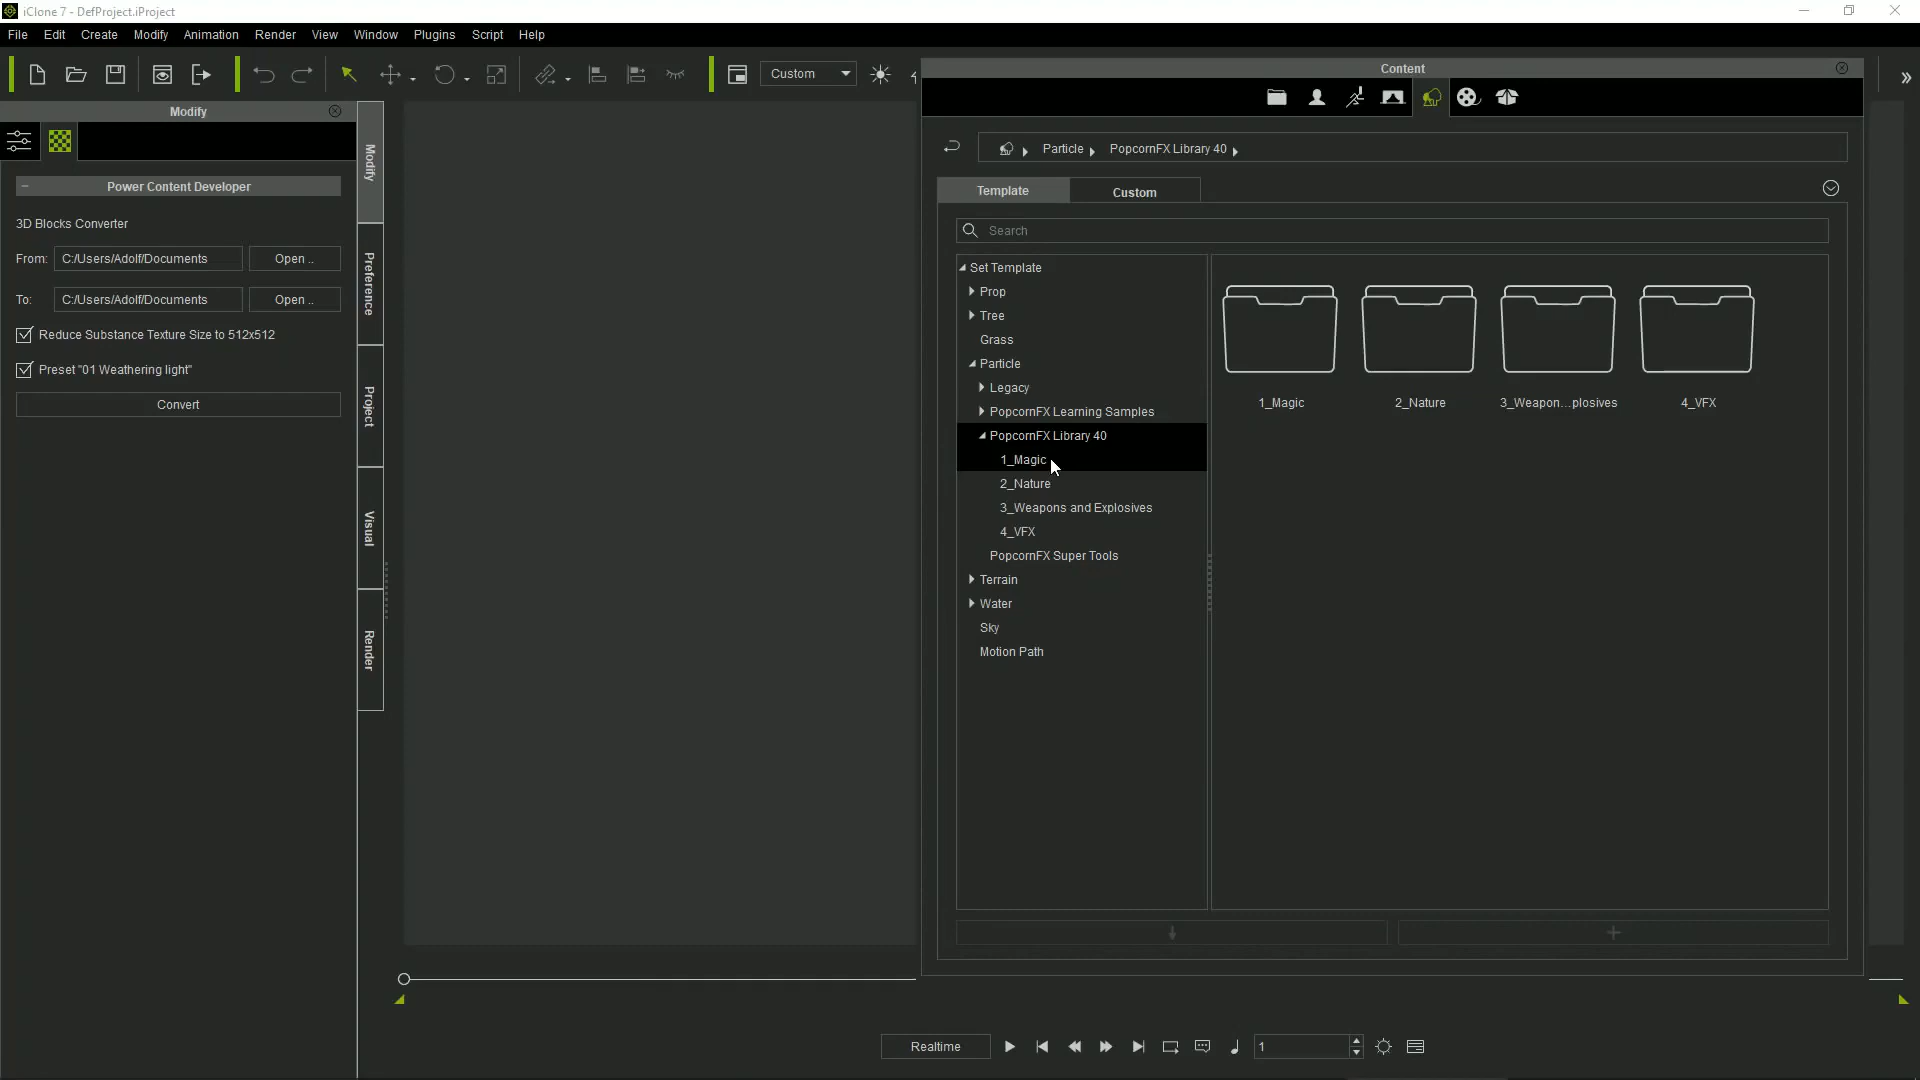 iClone 7 - DefProject.iProject
File Edit Create Modify Animation Render View Window Plugins Script Help
Custom
Content
Modify
Power Content Developer
3D Blocks Converter
From: C:/Users/Adolf/Documents Open ..
To: C:/Users/Adolf/Documents Open ..
Reduce Substance Texture Size to 512x512
Preset "01 Weathering light"
Convert
Modify
Preference
Project
Visual
Render
Particle PopcornFX Library 40
Template Custom
Search
Set Template
Prop
Tree
Grass
Particle
Legacy
PopcornFX Learning Samples
PopcornFX Library 40
1_Magic
2_Nature
3_Weapons and Explosives
4_VFX
PopcornFX Super Tools
Terrain
Water
Sky
Motion Path
1_Magic 2_Nature 3_Weapon...plosives 4_VFX
Realtime 1